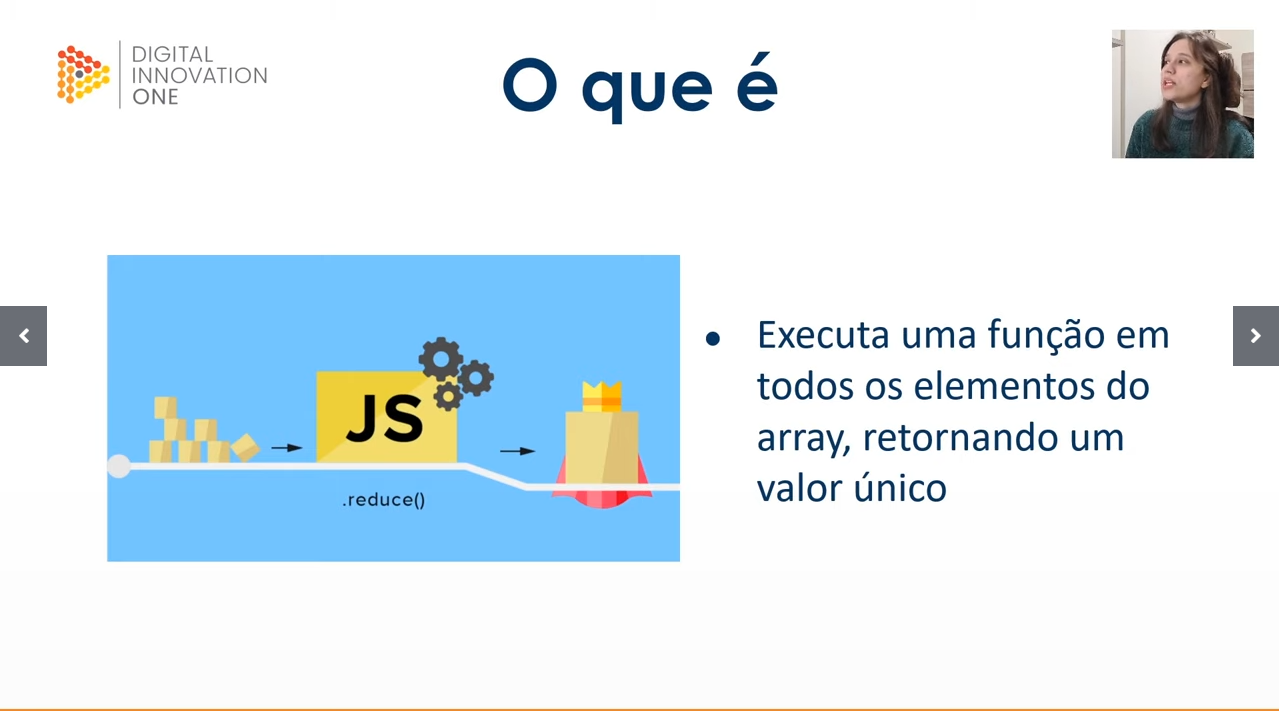 DIGITAL
INNOVATION
ONE
O que é
JS
.reduce()
● Executa uma função em
todos os elementos do
array, retornando um
valor único